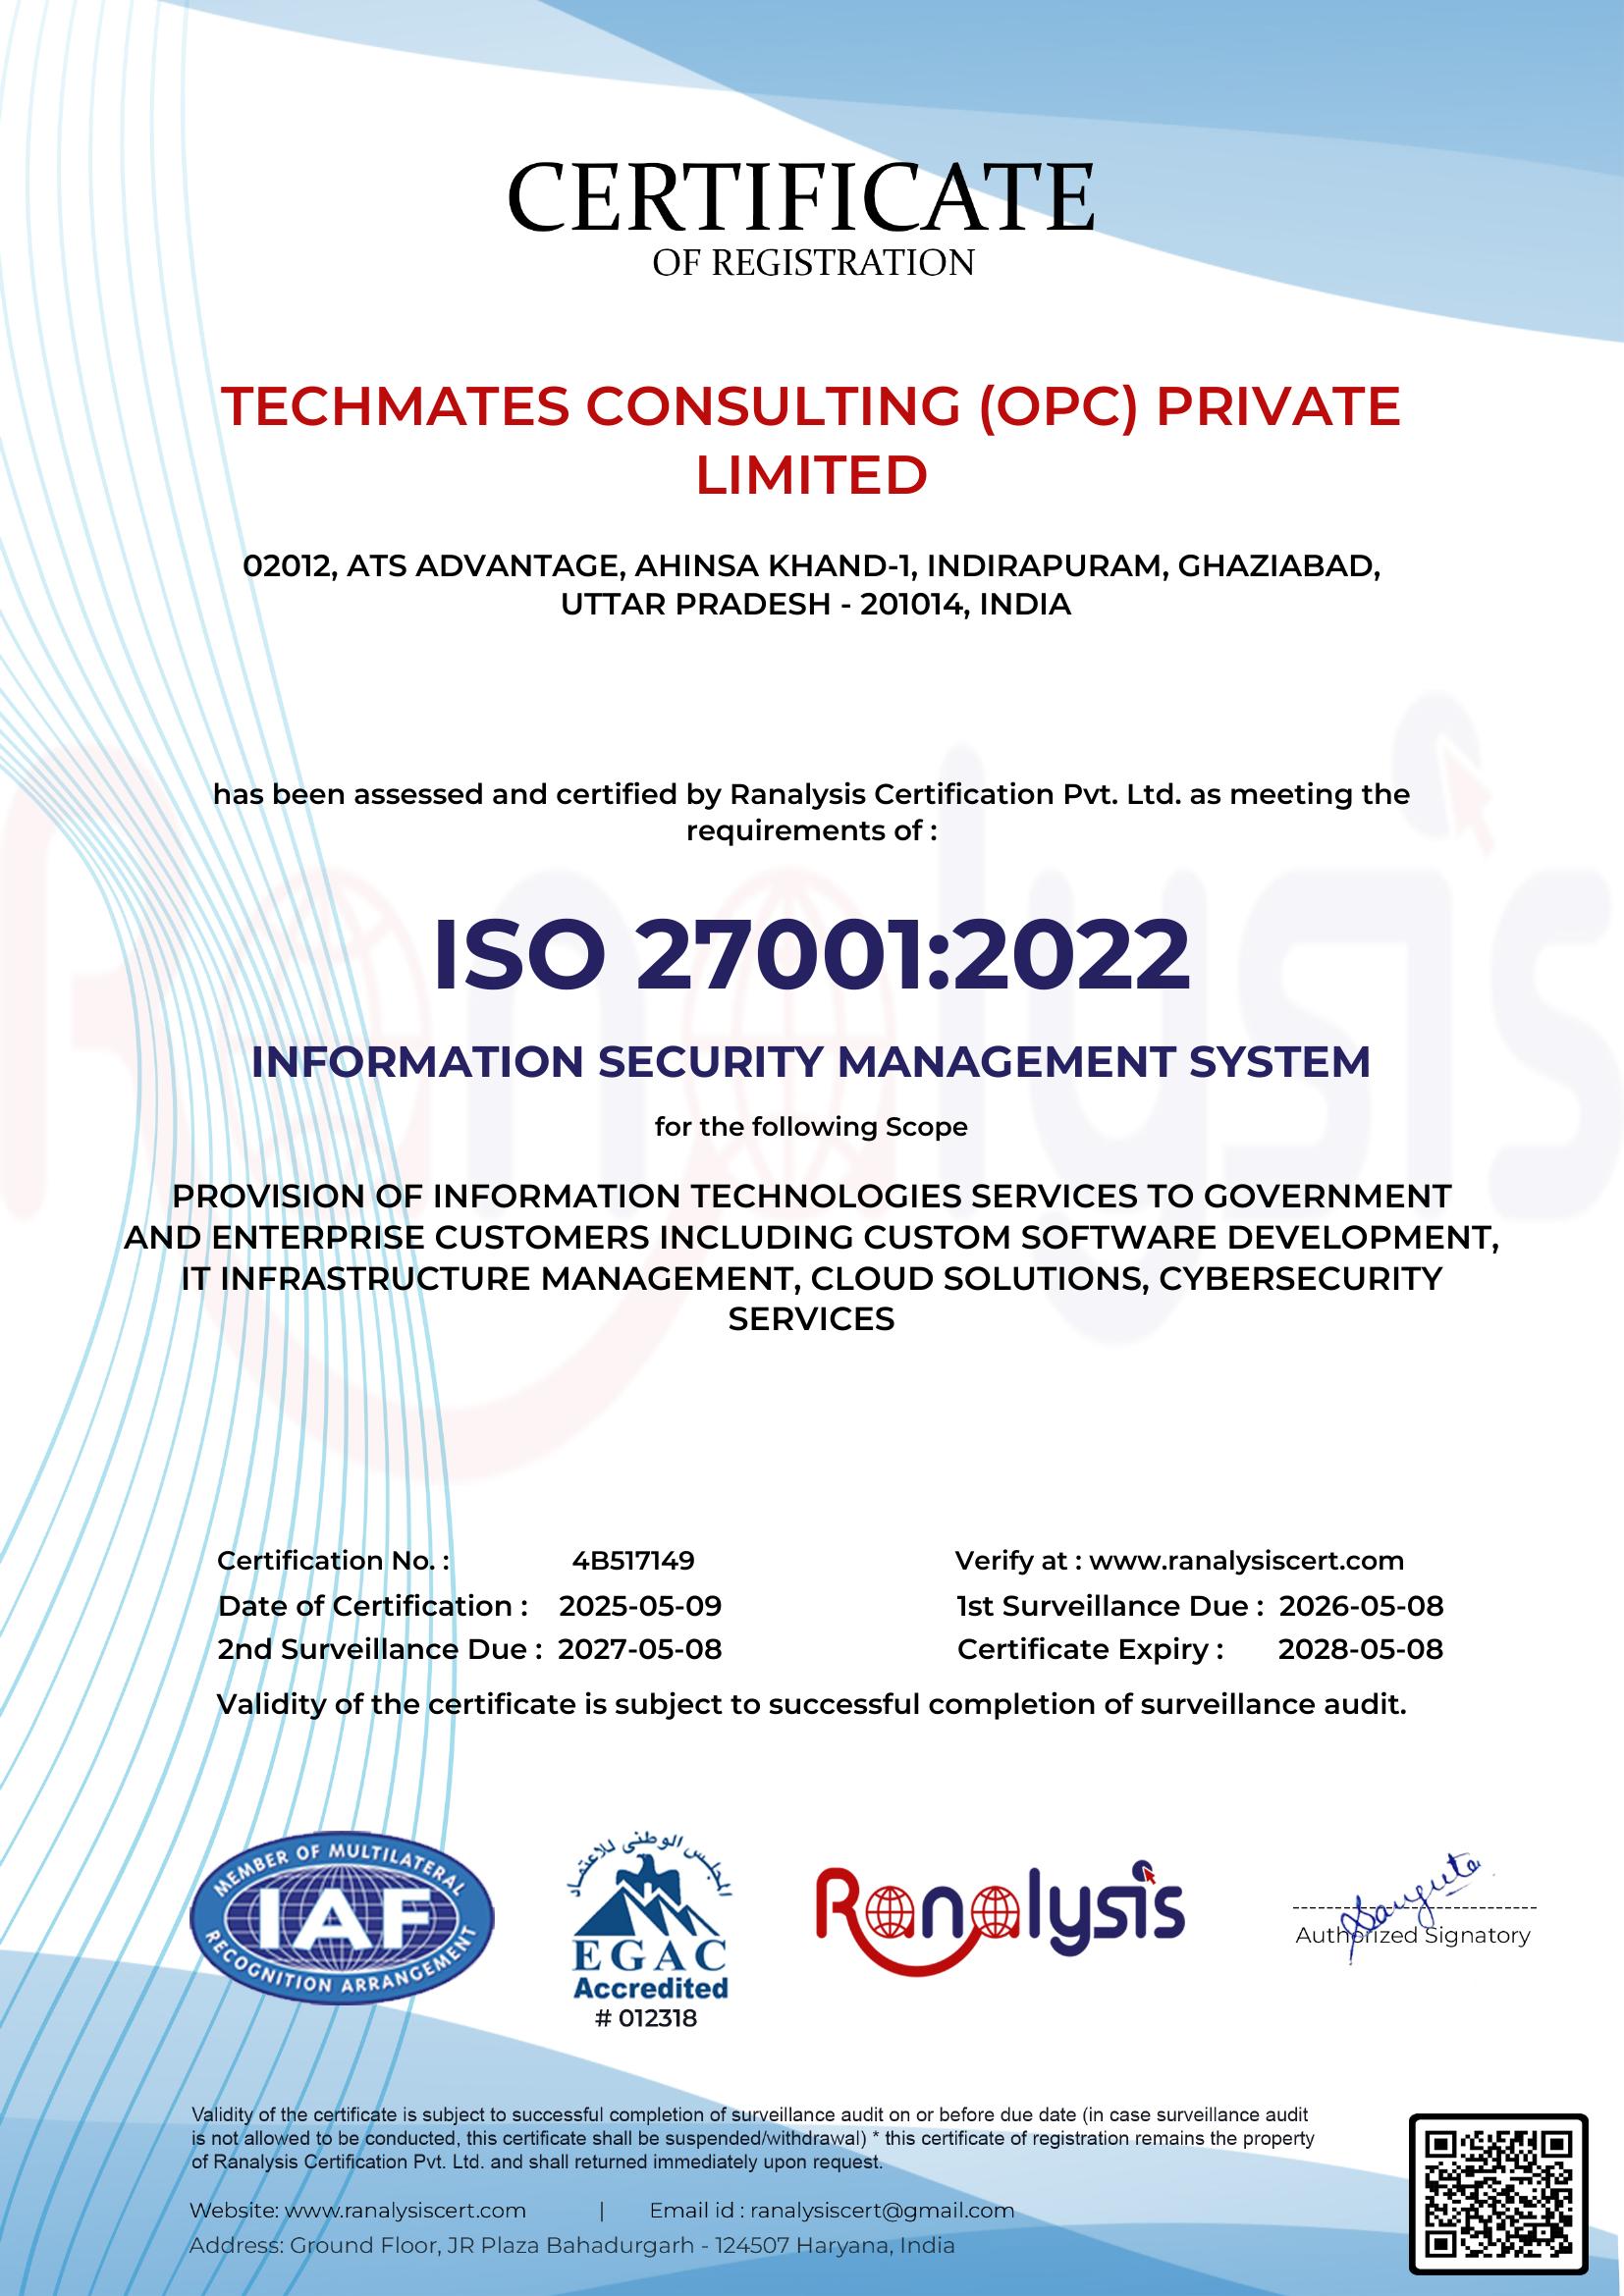 CERTIFICATE
OF REGISTRATION
TECHMATES CONSULTING (OPC) PRIVATE
LIMITED
02012, ATS ADVANTAGE, AHINSA KHAND-1, INDIRAPURAM, GHAZIABAD,
UTTAR PRADESH - 201014, INDIA
has been assessed and certified by Ranalysis Certification Pvt. Ltd. as meeting the
requirements of :
ISO 27001:2022
INFORMATION SECURITY MANAGEMENT SYSTEM
for the following Scope
PROVISION OF INFORMATION TECHNOLOGIES SERVICES TO GOVERNMENT
AND ENTERPRISE CUSTOMERS INCLUDING CUSTOM SOFTWARE DEVELOPMENT,
IT INFRASTRUCTURE MANAGEMENT, CLOUD SOLUTIONS, CYBERSECURITY
SERVICES
Certification No. : 4B517149 Verify at : www.ranalysiscert.com
Date of Certification : 2025-05-09 1st Surveillance Due : 2026-05-08
2nd Surveillance Due : 2027-05-08 Certificate Expiry : 2028-05-08
Validity of the certificate is subject to successful completion of surveillance audit.
MEMBER OF MULTILATERAL
IAF
RECOGNITION ARRANGEMENT
المجلس الوطنى للاعتماد
EGAC
Accredited
# 012318
Ranalysis
Authorized Signatory
Validity of the certificate is subject to successful completion of surveillance audit on or before due date (in case surveillance audit
is not allowed to be conducted, this certificate shall be suspended/withdrawal) * this certificate of registration remains the property
of Ranalysis Certification Pvt. Ltd. and shall returned immediately upon request.
Website: www.ranalysiscert.com | Email id : ranalysiscert@gmail.com
Address: Ground Floor, JR Plaza Bahadurgarh - 124507 Haryana, India